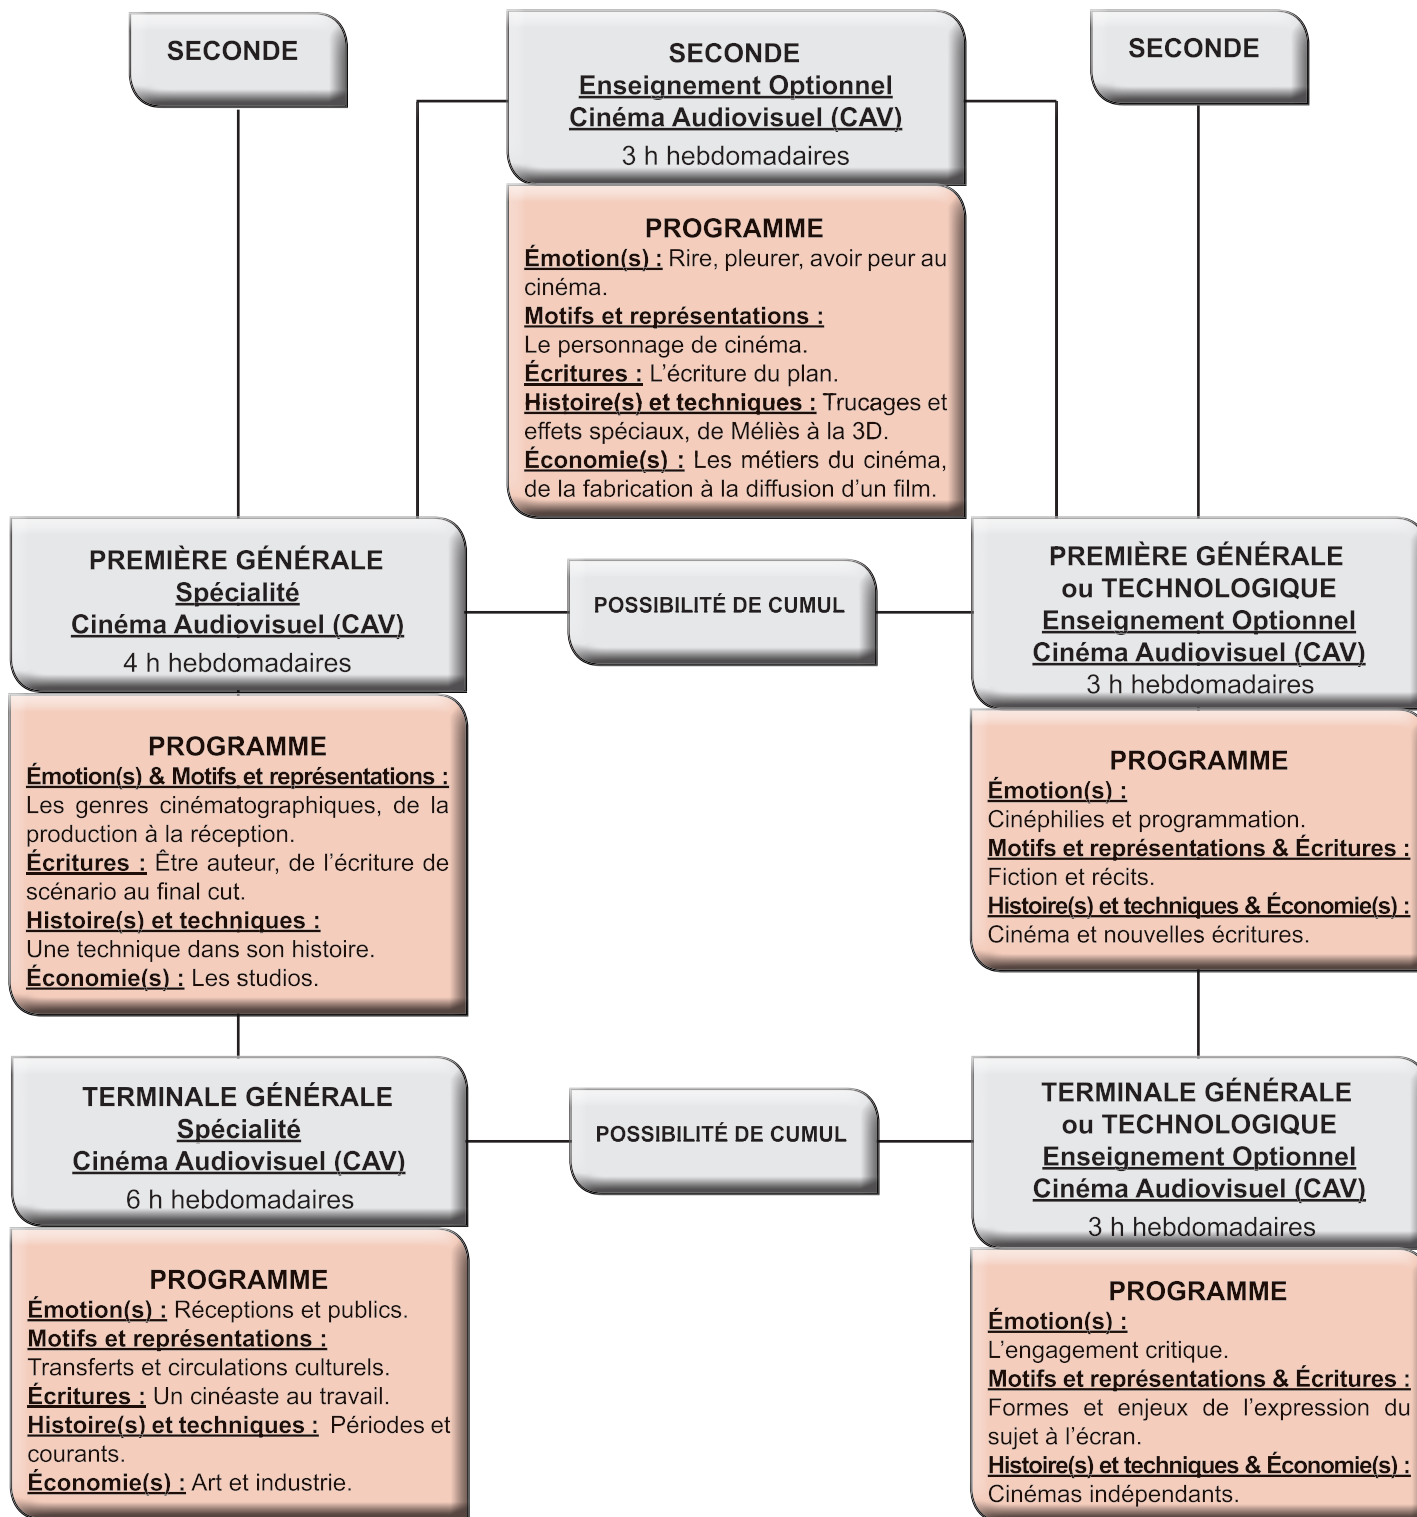 SECONDE
SECONDE
Enseignement Optionnel
Cinéma Audiovisuel (CAV)
3 h hebdomadaires
SECONDE
PROGRAMME
Émotion(s) : Rire, pleurer, avoir peur au
cinéma.
Motifs et représentations :
Le personnage de cinéma.
Écritures : L’écriture du plan.
Histoire(s) et techniques : Trucages et
effets spéciaux, de Méliès à la 3D.
Économie(s) : Les métiers du cinéma,
de la fabrication à la diffusion d’un film.
PREMIÈRE GÉNÉRALE
Spécialité
Cinéma Audiovisuel (CAV)
4 h hebdomadaires
POSSIBILITÉ DE CUMUL
PREMIÈRE GÉNÉRALE
ou TECHNOLOGIQUE
Enseignement Optionnel
Cinéma Audiovisuel (CAV)
3 h hebdomadaires
PROGRAMME
Émotion(s) & Motifs et représentations :
Les genres cinématographiques, de la
production à la réception.
Écritures : Être auteur, de l’écriture de
scénario au final cut.
Histoire(s) et techniques :
Une technique dans son histoire.
Économie(s) : Les studios.
PROGRAMME
Émotion(s) :
Cinéphilies et programmation.
Motifs et représentations & Écritures :
Fiction et récits.
Histoire(s) et techniques & Économie(s) :
Cinéma et nouvelles écritures.
TERMINALE GÉNÉRALE
Spécialité
Cinéma Audiovisuel (CAV)
6 h hebdomadaires
POSSIBILITÉ DE CUMUL
TERMINALE GÉNÉRALE
ou TECHNOLOGIQUE
Enseignement Optionnel
Cinéma Audiovisuel (CAV)
3 h hebdomadaires
PROGRAMME
Émotion(s) : Réceptions et publics.
Motifs et représentations :
Transferts et circulations culturels.
Écritures : Un cinéaste au travail.
Histoire(s) et techniques : Périodes et
courants.
Économie(s) : Art et industrie.
PROGRAMME
Émotion(s) :
L’engagement critique.
Motifs et représentations & Écritures :
Formes et enjeux de l’expression du
sujet à l’écran.
Histoire(s) et techniques & Économie(s) :
Cinémas indépendants.